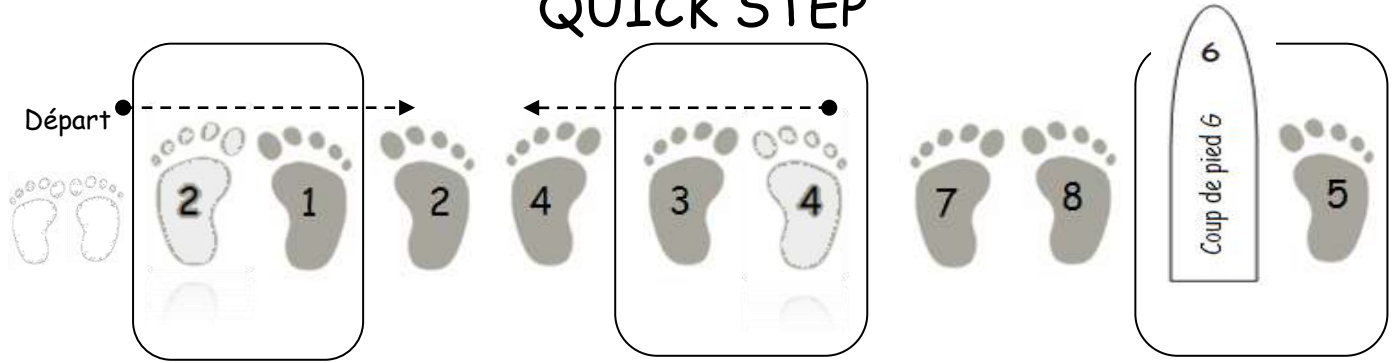 QUICK STEP
6
Départ
Coup de pied G
2 1 2 4 3 4 7 8 5